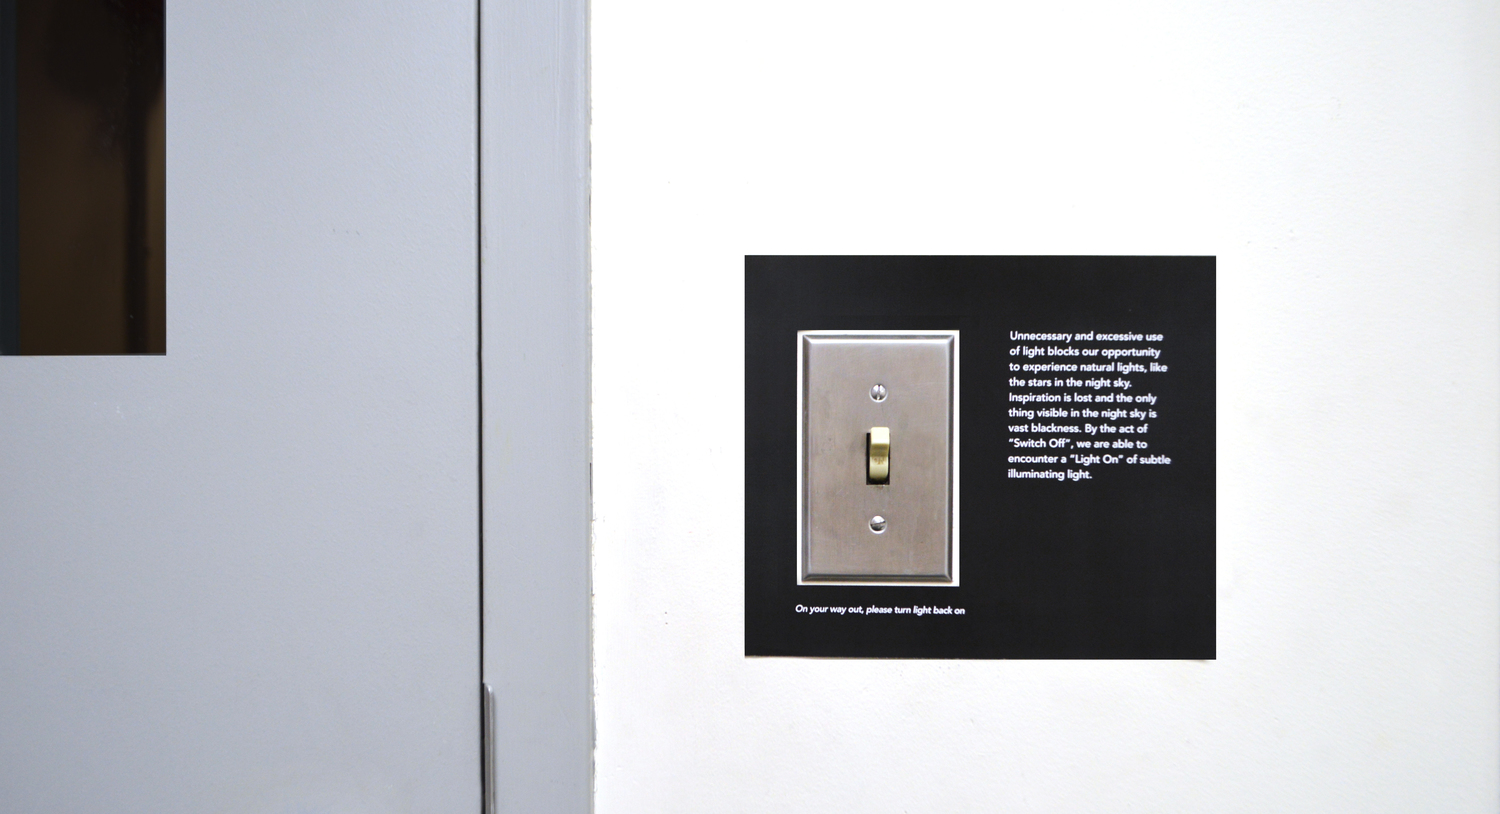 Unnecessary and excessive use
of light blocks our opportunity
to experience natural lights, like
the stars in the night sky.
Inspiration is lost and the only
thing visible in the night sky is
vast blackness. By the act of
“Switch Off”, we are able to
encounter a “Light On” of subtle
illuminating light.
On your way out, please turn light back on